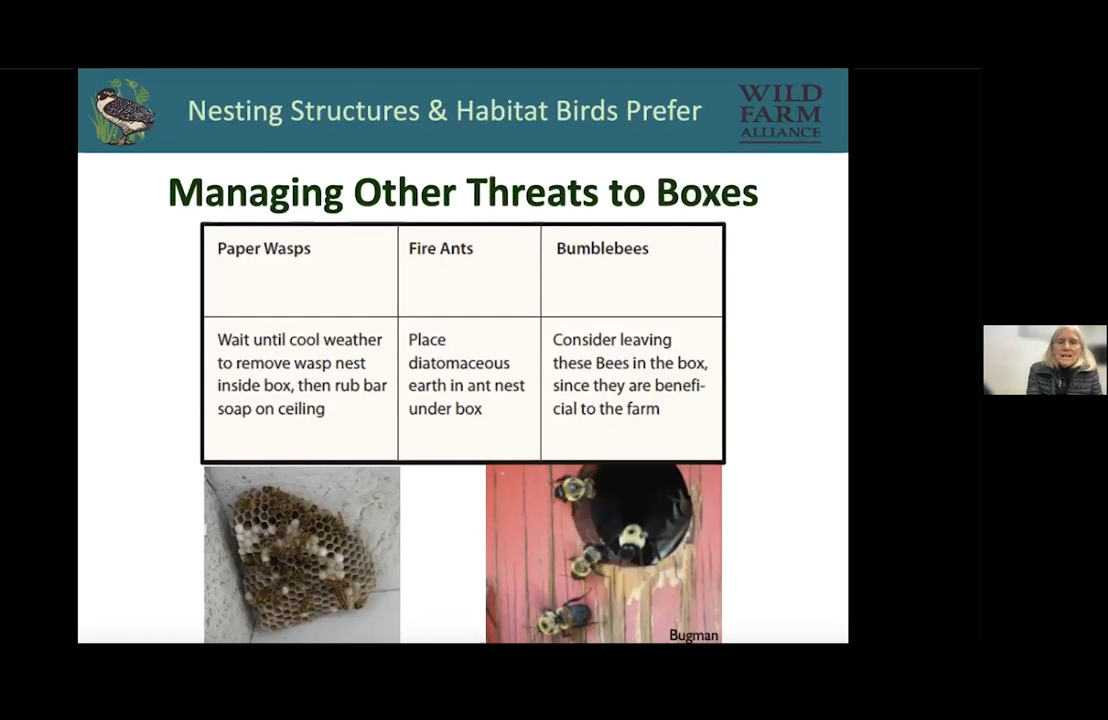 Nesting Structures & Habitat Birds Prefer
WILD
FARM
ALLIANCE
Managing Other Threats to Boxes
Paper Wasps
Fire Ants
Bumblebees
Wait until cool weather
to remove wasp nest
inside box, then rub bar
soap on ceiling
Place
diatomaceous
earth in ant nest
under box
Consider leaving
these Bees in the box,
since they are benefi-
cial to the farm
Bugman